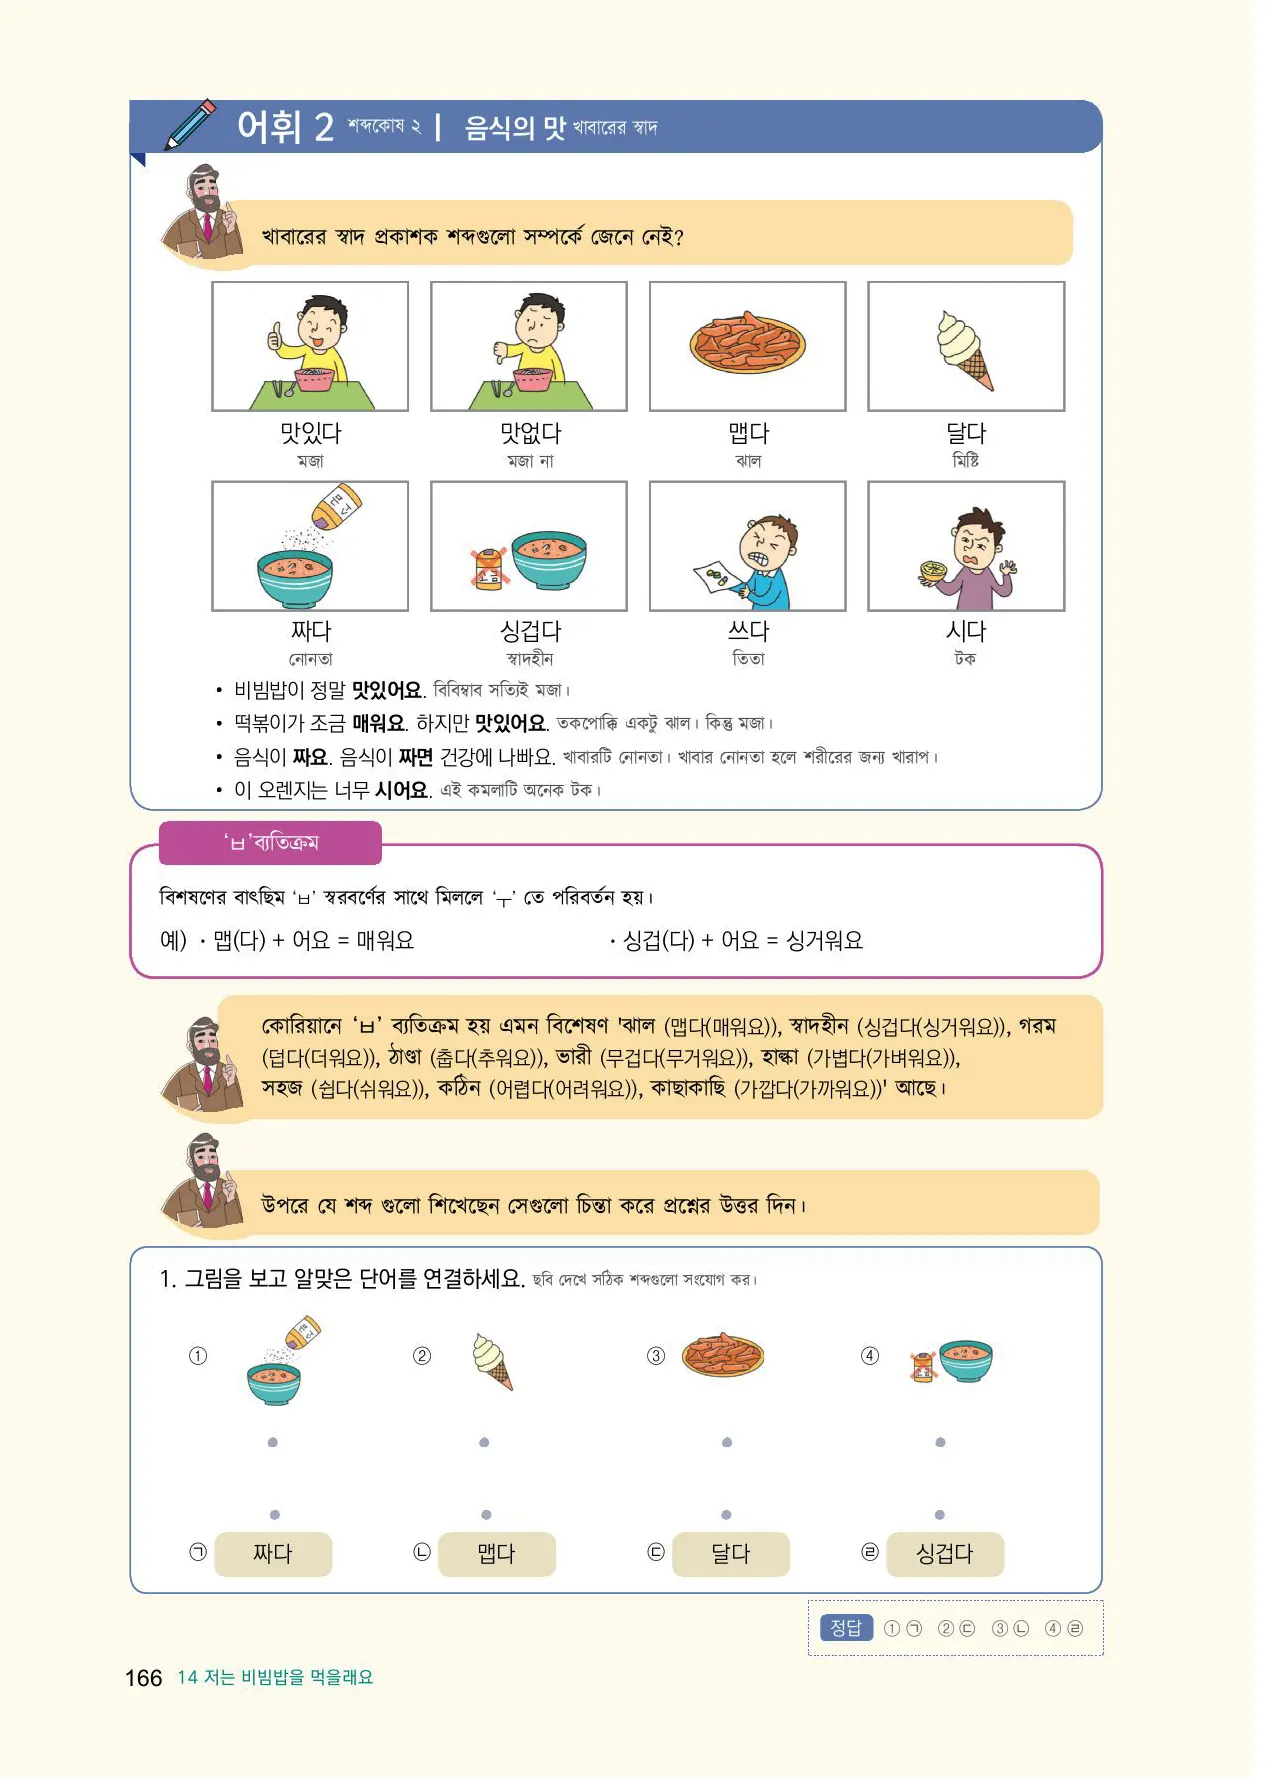 어휘 2 শব্দকোষ ২ | 음식의 맛 খাবারের স্বাদ
খাবারের স্বাদ প্রকাশক শব্দগুলো সম্পর্কে জেনে নেই?
맛있다 맛없다 맵다 달다
মজা মজা না ঝাল মিষ্টি
짜다 싱겁다 쓰다 시다
নোনতা স্বাদহীন তিতা টক
• 비빔밥이 정말 맛있어요. বিবিম্বাব সত্যিই মজা।
• 떡볶이가 조금 매워요. 하지만 맛있어요. তকপোক্কি একটু ঝাল। কিন্তু মজা।
• 음식이 짜요. 음식이 짜면 건강에 나빠요. খাবারটি নোনতা। খাবার নোনতা হলে শরীরের জন্য খারাপ।
• 이 오렌지는 너무 시어요. এই কমলাটি অনেক টক।
‘ㅂ’ব্যতিক্রম
বিশষণের বাৎছিম ‘ㅂ’ স্বরবর্ণের সাথে মিললে ‘ㅜ’ তে পরিবর্তন হয়।
예) · 맵(다) + 어요 = 매워요 · 싱겁(다) + 어요 = 싱거워요
কোরিয়ানে ‘ㅂ’ ব্যতিক্রম হয় এমন বিশেষণ 'ঝাল (맵다(매워요)), স্বাদহীন (싱겁다(싱거워요)), গরম
(덥다(더워요)), ঠাণ্ডা (춥다(추워요)), ভারী (무겁다(무거워요)), হাল্কা (가볍다(가벼워요)),
সহজ (쉽다(쉬워요)), কঠিন (어렵다(어려워요)), কাছাকাছি (가깝다(가까워요))' আছে।
উপরে যে শব্দ গুলো শিখেছেন সেগুলো চিন্তা করে প্রশ্নের উত্তর দিন।
1. 그림을 보고 알맞은 단어를 연결하세요. ছবি দেখে সঠিক শব্দগুলো সংযোগ কর।
① ② ③ ④
㉠ 짜다 ㉡ 맵다 ㉢ 달다 ㉣ 싱겁다
정답 ①㉠ ②㉢ ③㉡ ④㉣
166 14 저는 비빔밥을 먹을래요